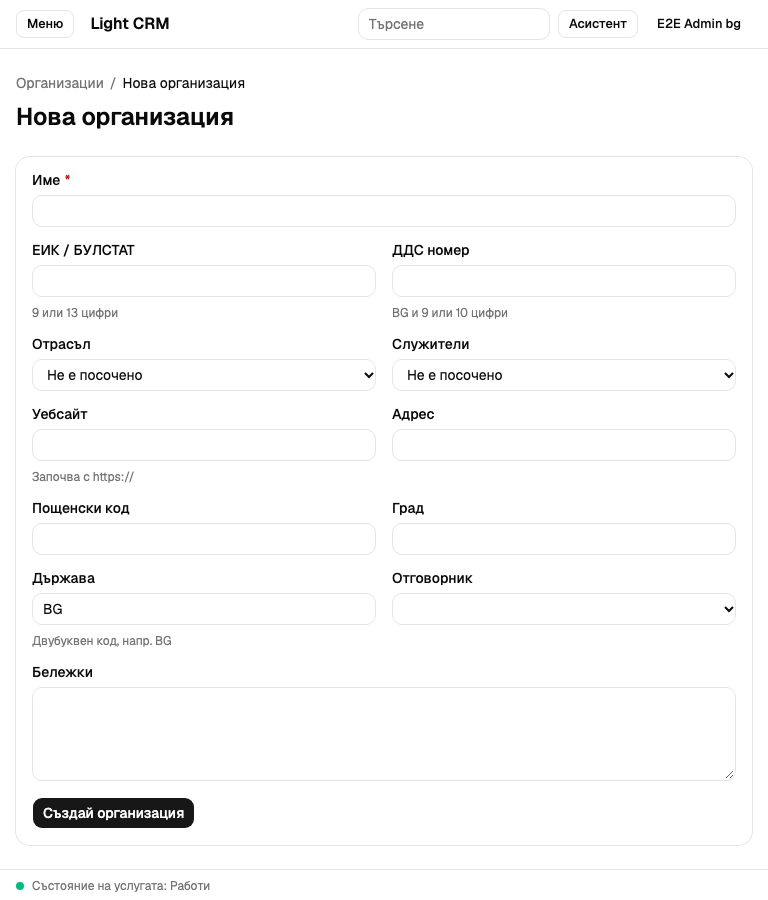 Меню
Light CRM
Търсене
Асистент
E2E Admin bg
Организации / Нова организация
Нова организация
Име *
ЕИК / БУЛСТАТ
ДДС номер
9 или 13 цифри
BG и 9 или 10 цифри
Отрасъл
Служители
Не е посочено
Не е посочено
Уебсайт
Адрес
Започва с https://
Пощенски код
Град
Държава
Отговорник
BG
Двубуквен код, напр. BG
Бележки
Създай организация
Състояние на услугата: Работи